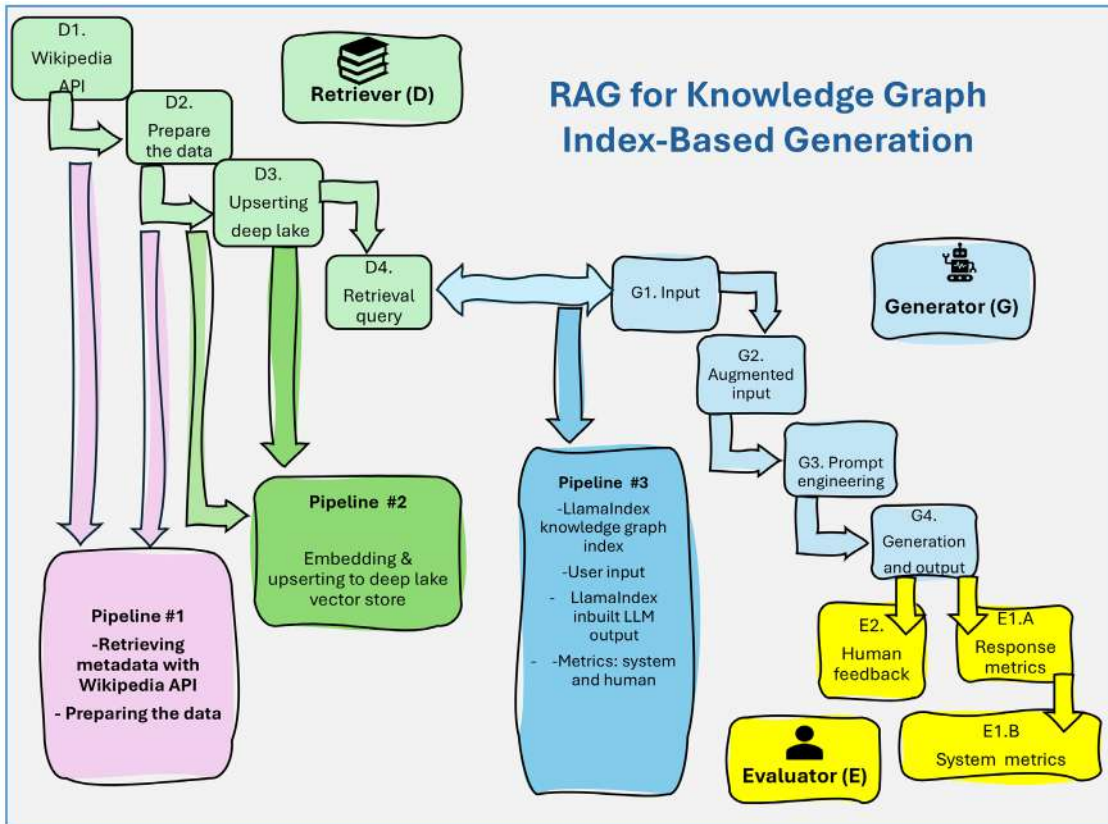 D1.
Wikipedia
API
Retriever (D)
RAG for Knowledge Graph
Index-Based Generation
D2.
Prepare
the data
D3.
Upserting
deep lake
D4.
Retrieval
query
G1. Input
Generator (G)
G2.
Augmented
input
G3. Prompt
engineering
G4.
Generation
and output
Pipeline #1
-Retrieving
metadata with
Wikipedia API
- Preparing the data
Pipeline #2
Embedding &
upserting to deep lake
vector store
Pipeline #3
-LlamaIndex
knowledge graph
index
-User input
- LlamaIndex
inbuilt LLM
output
- -Metrics: system
and human
E2.
Human
feedback
E1.A
Response
metrics
E1.B
System metrics
Evaluator (E)